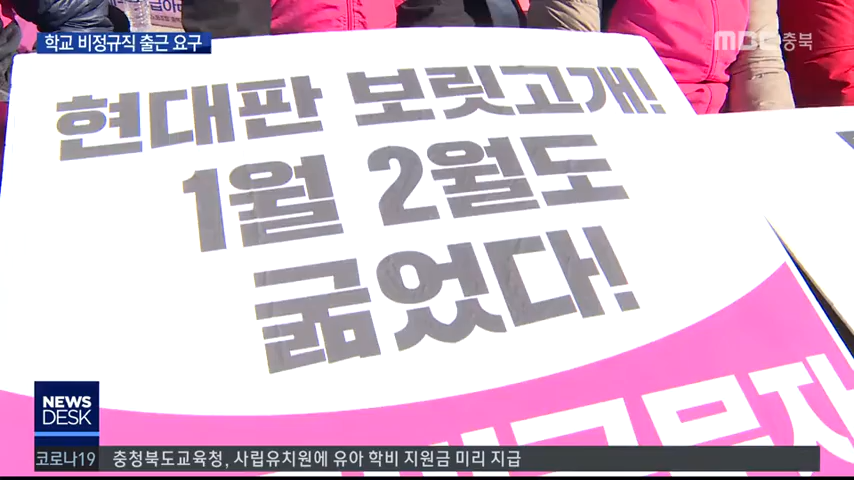 학교 비정규직 출근 요구
MBC 충북
현대판 보릿고개!
1월 2월도
굶었다!
NEWS
DESK
코로나19 충청북도교육청, 사립유치원에 유아 학비 지원금 미리 지급